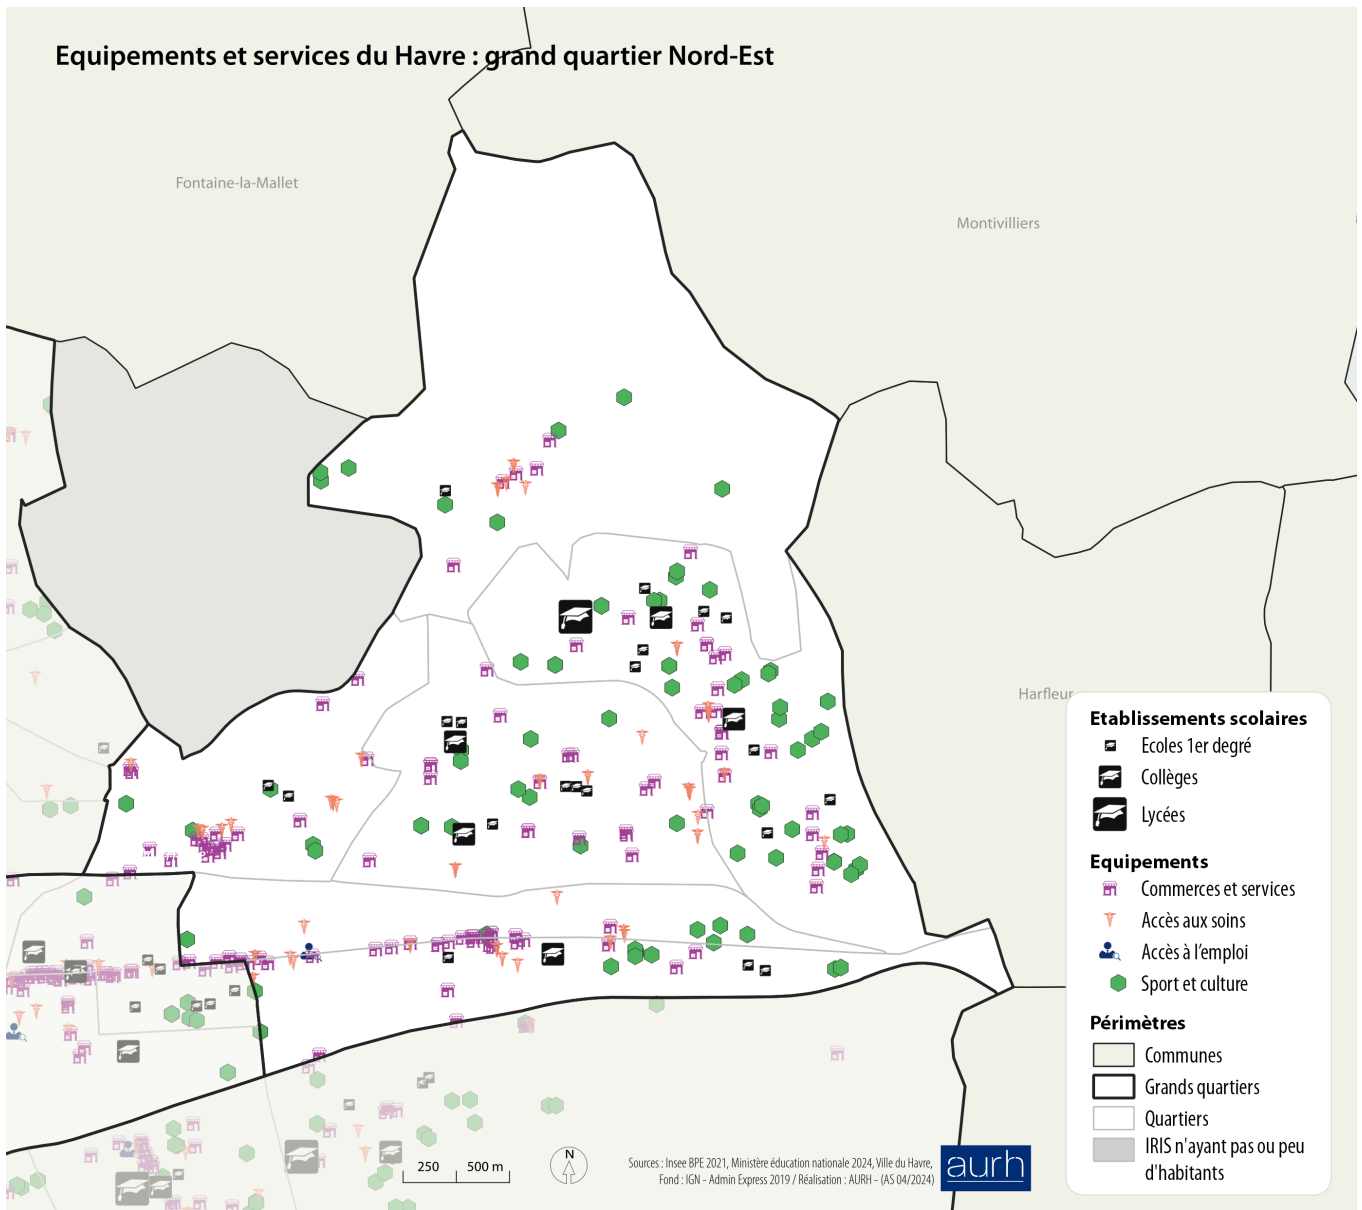 Equipements et services du Havre : grand quartier Nord-Est
Fontaine-la-Mallet
Montivilliers
Harfleur
Etablissements scolaires
Ecoles 1er degré
Collèges
Lycées
Equipements
Commerces et services
Accès aux soins
Accès à l'emploi
Sport et culture
Périmètres
Communes
Grands quartiers
Quartiers
IRIS n'ayant pas ou peu
d'habitants
250 500 m
N
Sources : Insee BPE 2021, Ministère éducation nationale 2024, Ville du Havre,
Fond : IGN - Admin Express 2019 / Réalisation : AURH - (AS 04/2024)
aurh